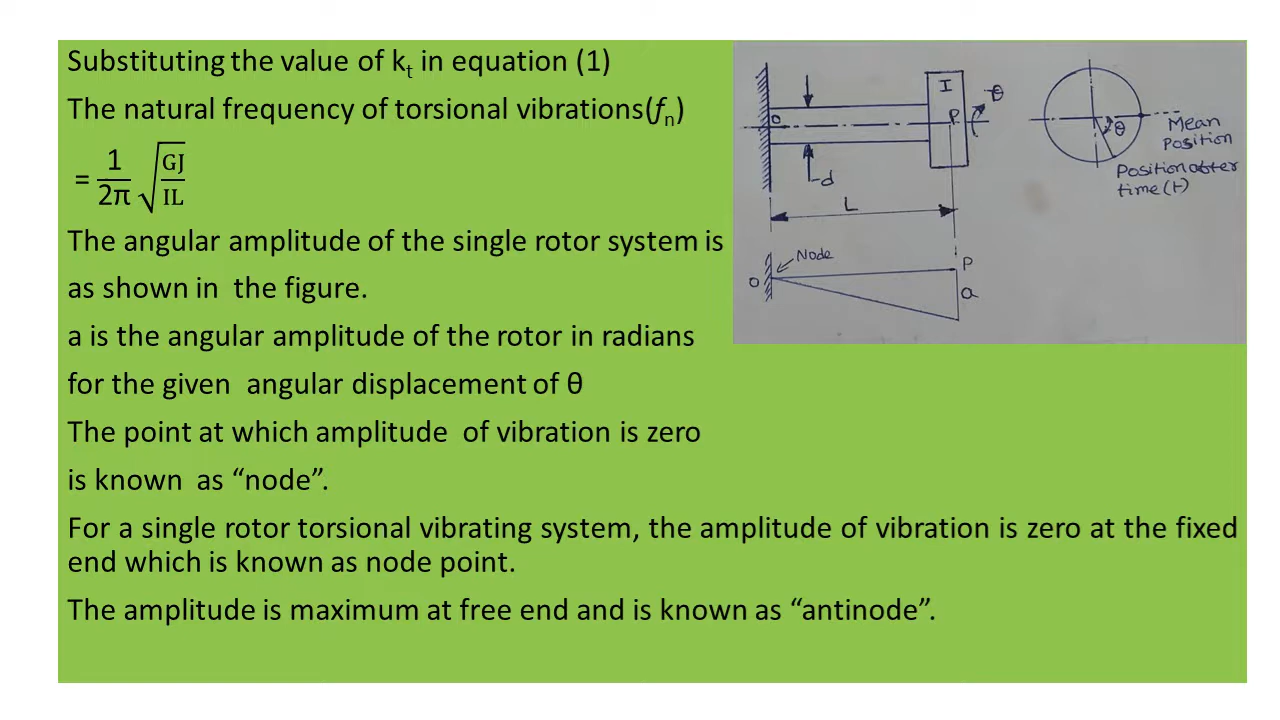 Substituting the value of kt in equation (1)
The natural frequency of torsional vibrations(fn)
= 1/2π √GJ/IL
The angular amplitude of the single rotor system is
as shown in the figure.
a is the angular amplitude of the rotor in radians
for the given angular displacement of θ
The point at which amplitude of vibration is zero
is known as “node”.
For a single rotor torsional vibrating system, the amplitude of vibration is zero at the fixed
end which is known as node point.
The amplitude is maximum at free end and is known as “antinode”.
I
θ
o
P
d
L
Node
o
P
a
θ
Mean
Position
Position after
time(t)